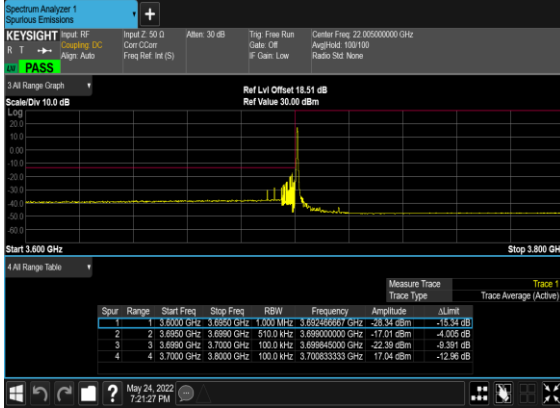 Spectrum Analyzer 1
Spurious Emissions
+
KEYSIGHT Input: RF Input Z: 50 Ω Atten: 30 dB Trig: Free Run Center Freq: 22.005000000 GHz
R T Coupling: DC Corr CCorr Gate: Off Avg|Hold: 100/100
Align: Auto Freq Ref: Int (S) IF Gain: Low Radio Std: None
PASS
3 All Range Graph
Ref Lvl Offset 18.51 dB
Scale/Div 10.0 dB Ref Value 30.00 dBm
Log
20.0
10.0
0.00
-10.0
-20.0
-30.0
-40.0
-50.0
-60.0
Start 3.600 GHz Stop 3.800 GH
4 All Range Table
Measure Trace Trace 1
Trace Type Trace Average (Active)
Spur Range Start Freq Stop Freq RBW Frequency Amplitude ΔLimit
1 1 3.6000 GHz 3.6950 GHz 1.000 MHz 3.692466667 GHz -28.34 dBm -15.34 dB
2 2 3.6950 GHz 3.6990 GHz 510.0 kHz 3.699000000 GHz -17.01 dBm -4.005 dB
3 3 3.6990 GHz 3.7000 GHz 100.0 kHz 3.699845000 GHz -22.39 dBm -9.391 dB
4 4 3.7000 GHz 3.8000 GHz 100.0 kHz 3.700833333 GHz 17.04 dBm -12.96 dB
? May 24, 2022
7:21:27 PM